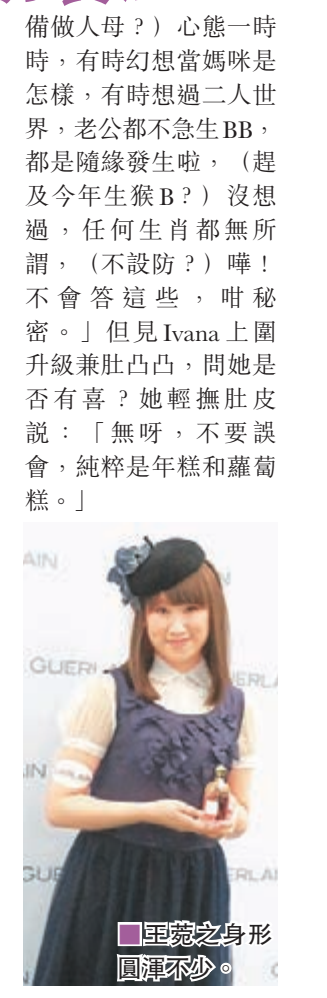 備做人母？）心態一時
時，有時幻想當媽咪是
怎樣，有時想過二人世
界，老公都不急生BB，
都是隨緣發生啦，（趕
及今年生猴B？）沒想
過，任何生肖都無所
謂，（不設防？）嘩！
不會答這些，咁秘
密。」但見Ivana上圍
升級兼肚凸凸，問她是
否有喜？她輕撫肚皮
説：「無呀，不要誤
會，純粹是年糕和蘿蔔
糕。」
GUERL
GUE
■王菀之身形
圓渾不少。